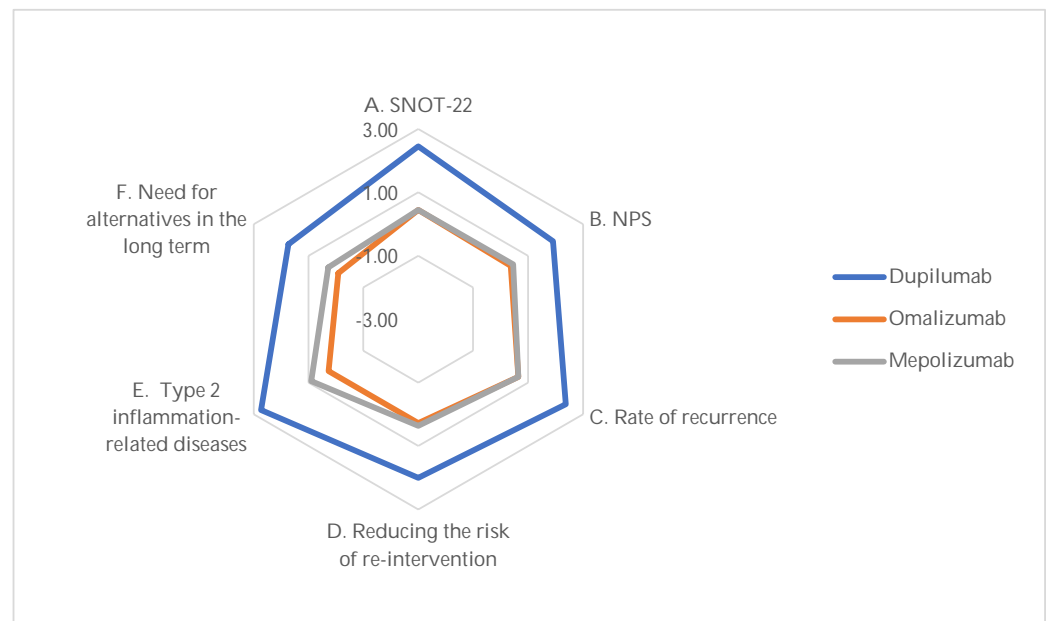 A. SNOT-22
3.00
1.00
-1.00
-3.00
B. NPS
C. Rate of recurrence
D. Reducing the risk
of re-intervention
E. Type 2
inflammation-
related diseases
F. Need for
alternatives in the
long term
Dupilumab
Omalizumab
Mepolizumab